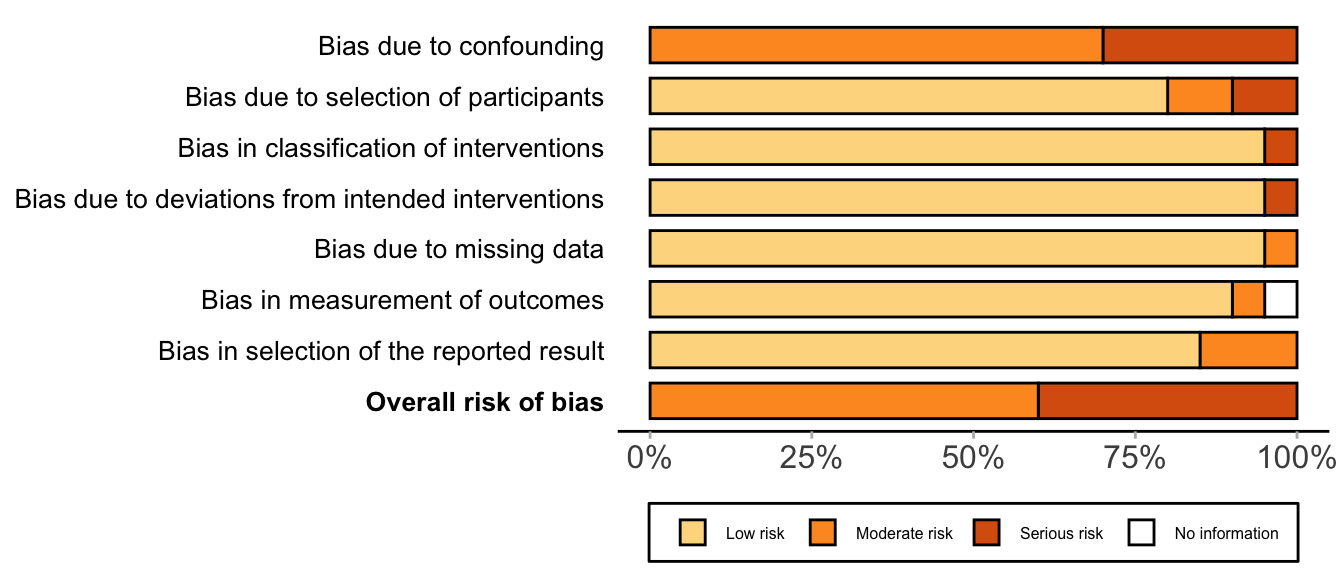 Bias due to confounding
Bias due to selection of participants
Bias in classification of interventions
Bias due to deviations from intended interventions
Bias due to missing data
Bias in measurement of outcomes
Bias in selection of the reported result
Overall risk of bias
0% 25% 50% 75% 100%
Low risk Moderate risk Serious risk No information